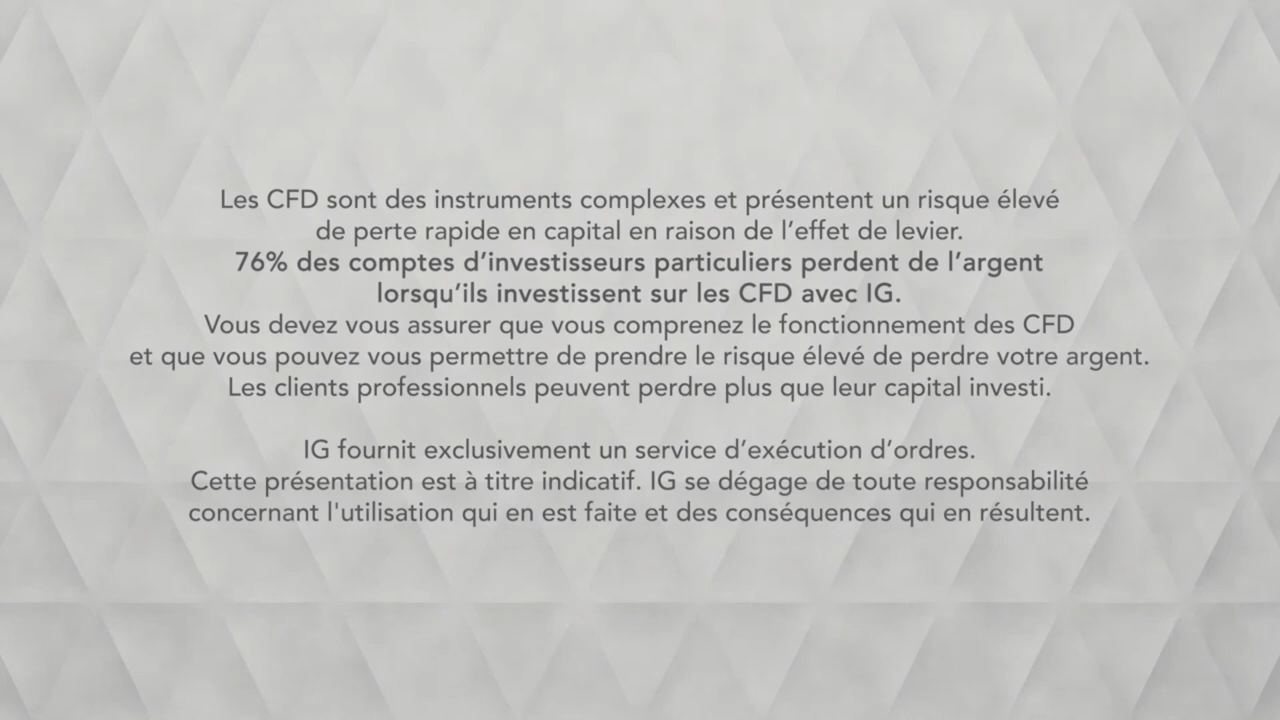 Les CFD sont des instruments complexes et présentent un risque élevé
de perte rapide en capital en raison de l’effet de levier.
76% des comptes d’investisseurs particuliers perdent de l’argent
lorsqu’ils investissent sur les CFD avec IG.
Vous devez vous assurer que vous comprenez le fonctionnement des CFD
et que vous pouvez vous permettre de prendre le risque élevé de perdre votre argent.
Les clients professionnels peuvent perdre plus que leur capital investi.
IG fournit exclusivement un service d’exécution d’ordres.
Cette présentation est à titre indicatif. IG se dégage de toute responsabilité
concernant l'utilisation qui en est faite et des conséquences qui en résultent.